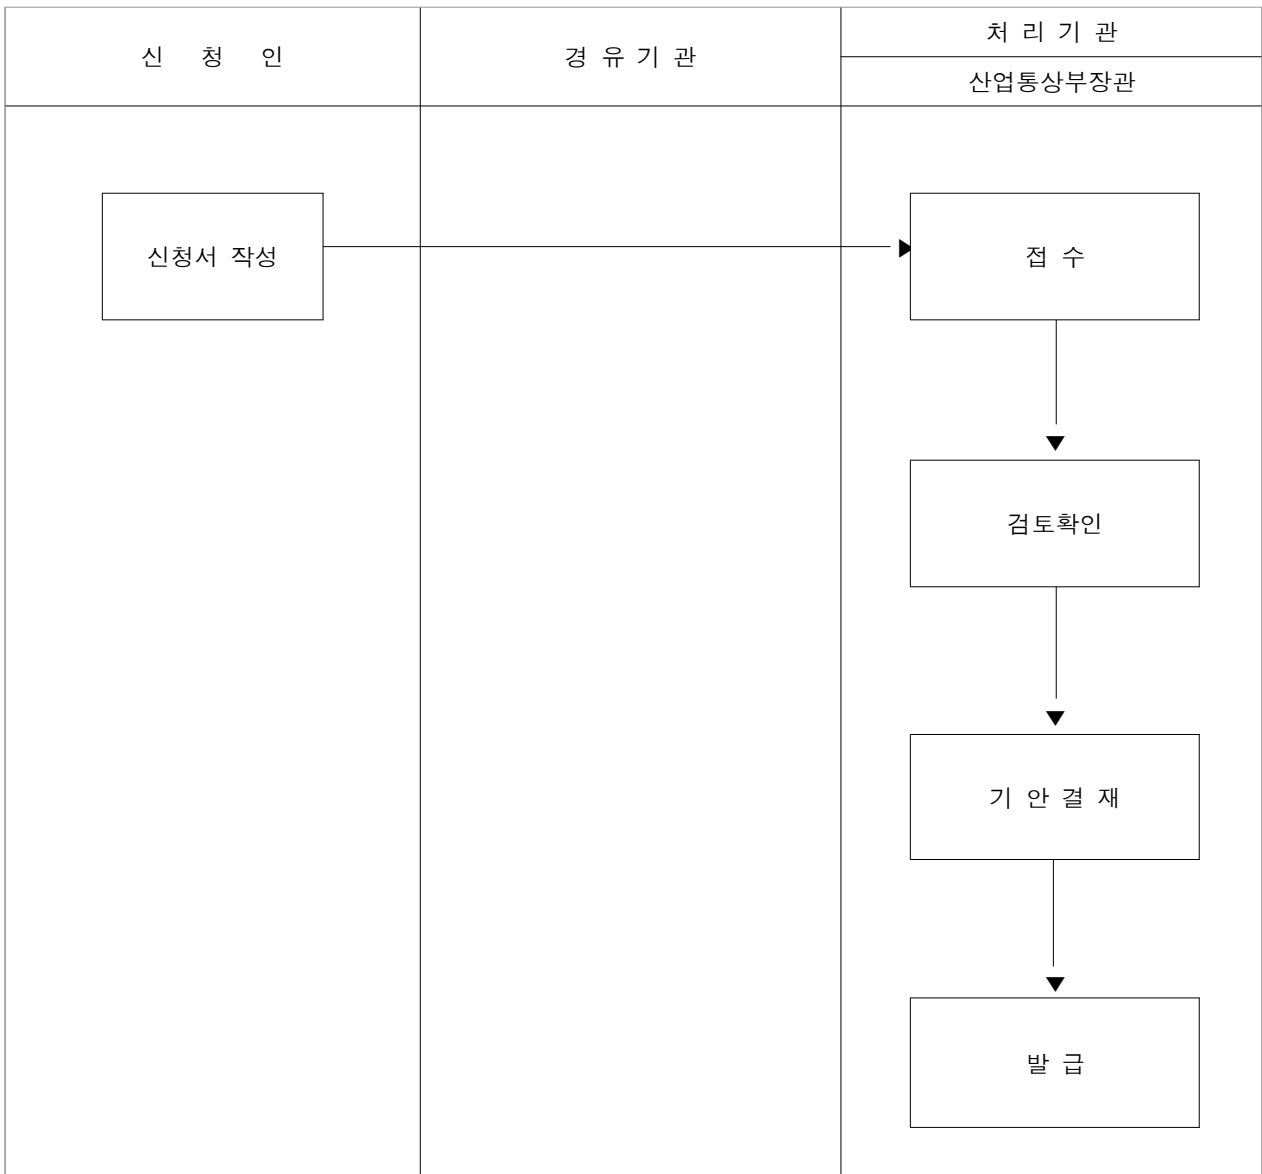 신 청 인
경 유 기 관
처 리 기 관
산업통상부장관
신청서 작성
접 수
검토확인
기 안 결 재
발 급